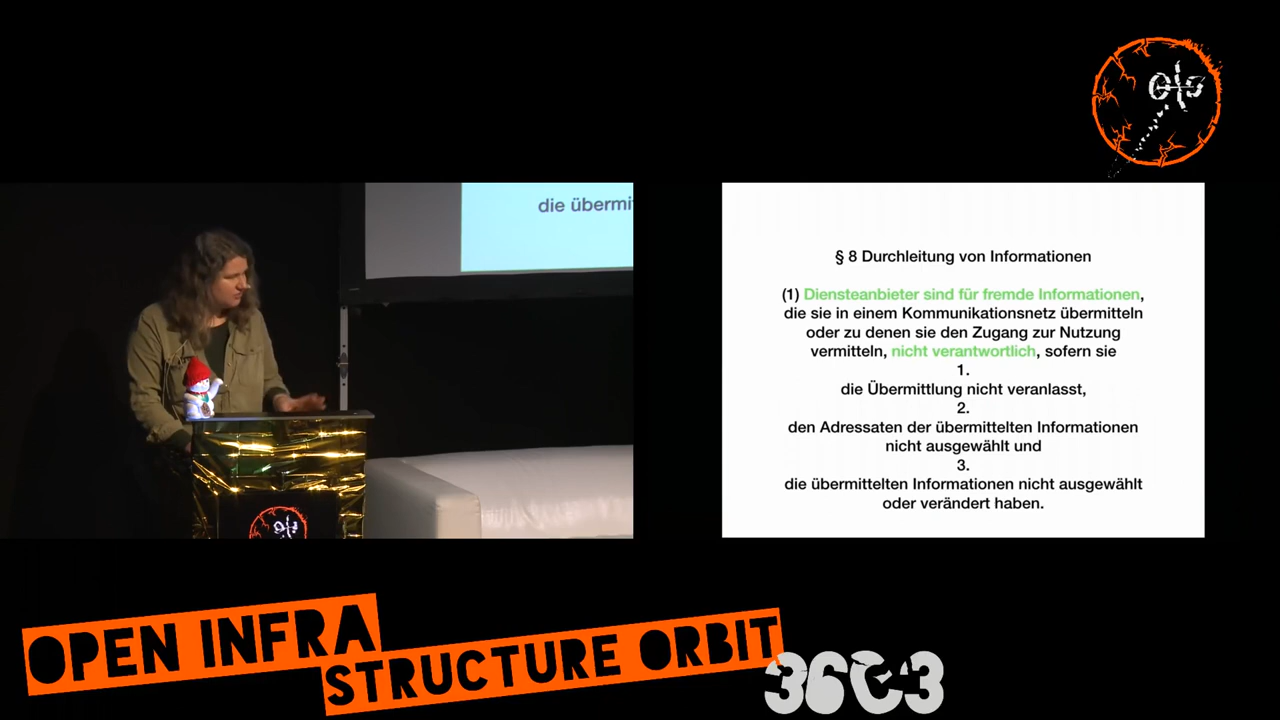 OIO
die übermi
§ 8 Durchleitung von Informationen
(1) Diensteanbieter sind für fremde Informationen,
die sie in einem Kommunikationsnetz übermitteln
oder zu denen sie den Zugang zur Nutzung
vermitteln, nicht verantwortlich, sofern sie
1.
die Übermittlung nicht veranlasst,
2.
den Adressaten der übermittelten Informationen
nicht ausgewählt und
3.
die übermittelten Informationen nicht ausgewählt
oder verändert haben.
OIO
OPEN INFRA
STRUCTURE ORBIT
36C3